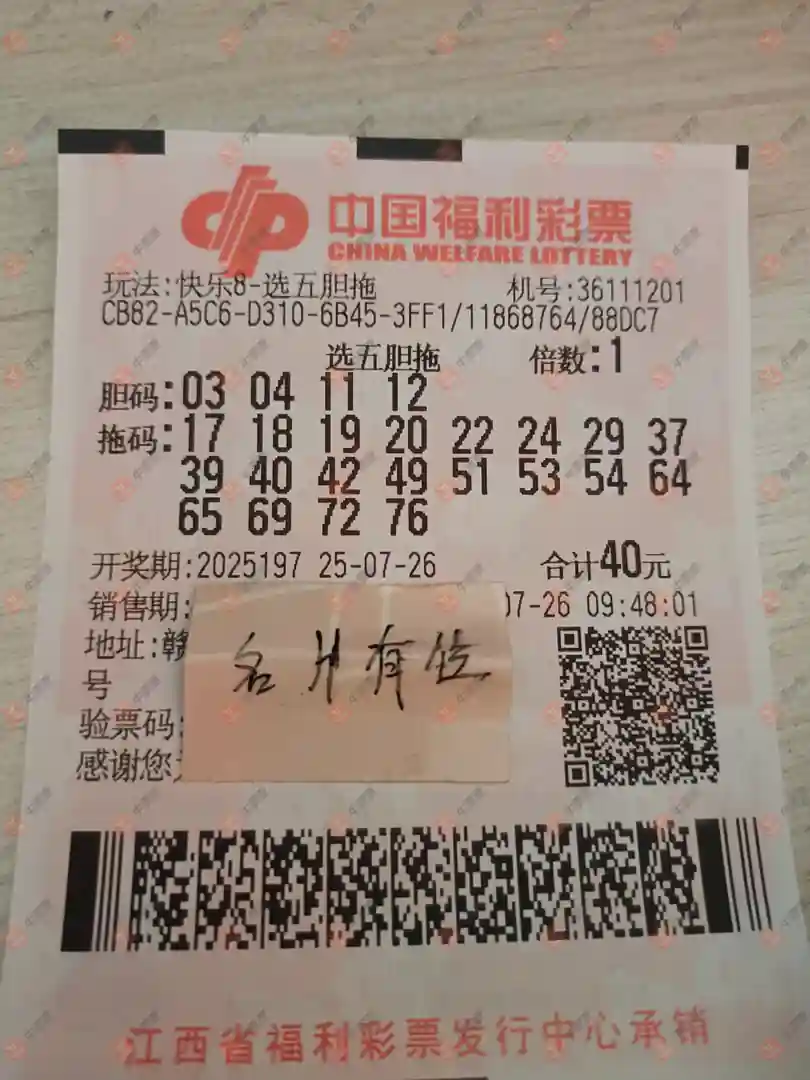 中国福利彩票
CHINA WELFARE LOTTERY
玩法:快乐8-选五胆拖 机号:36111201
CB82-A5C6-D310-6B45-3FF1/11868764/88DC7
选五胆拖 倍数:1
胆码:03 04 11 12
拖码:17 18 19 20 22 24 29 37
39 40 42 49 51 53 54 64
65 69 72 76
开奖期:2025197 25-07-26 合计40元
销售期: 07-26 09:48:01
地址:赣
名 有位
号
验票码:
感谢您
江西省福利彩票发行中心承销